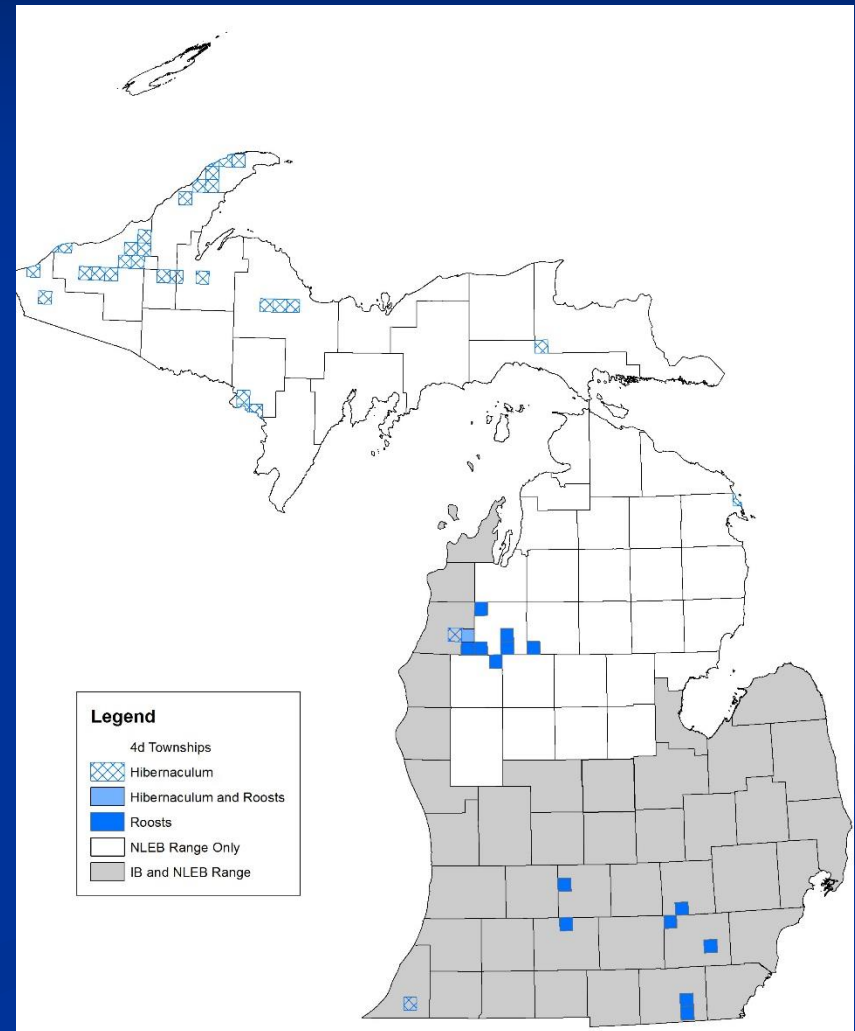 Legend
4d Townships
Hibernaculum
Hibernaculum and Roosts
Roosts
NLEB Range Only
IB and NLEB Range